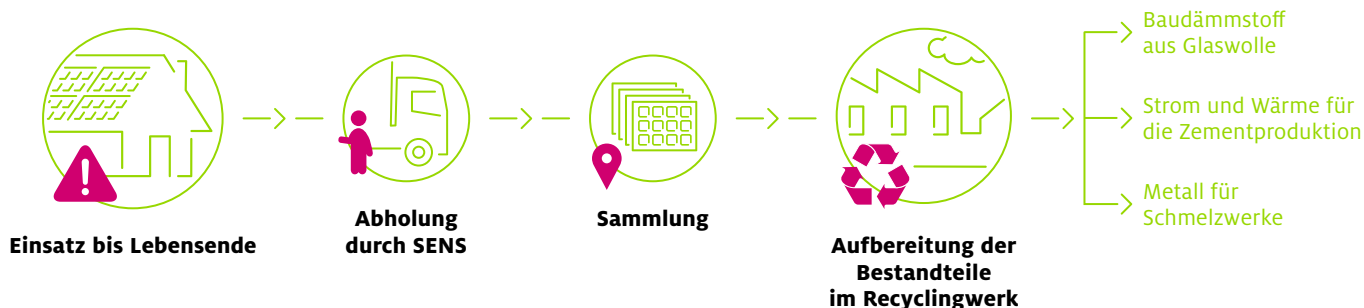 Einsatz bis Lebensende
Abholung
durch SENS
Sammlung
Aufbereitung der
Bestandteile
im Recyclingwerk
Baudämmstoff
aus Glaswolle
Strom und Wärme für
die Zementproduktion
Metall für
Schmelzwerke